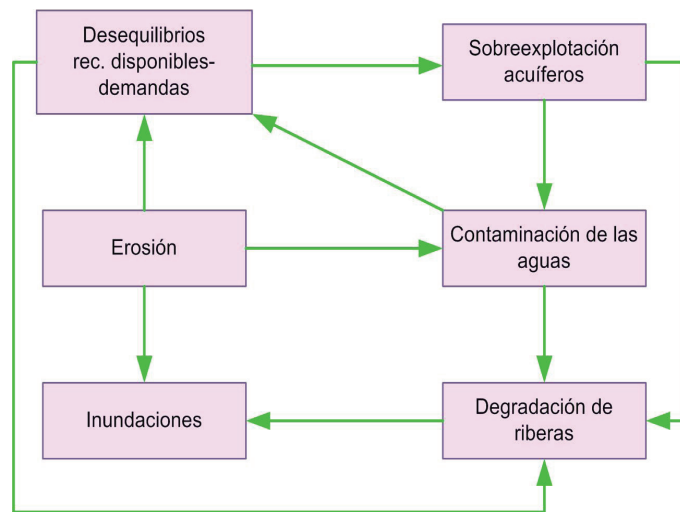 Desequilibrios
rec. disponibles-
demandas
Sobreexplotación
acuíferos
Erosión
Contaminación de las
aguas
Inundaciones
Degradación de
riberas